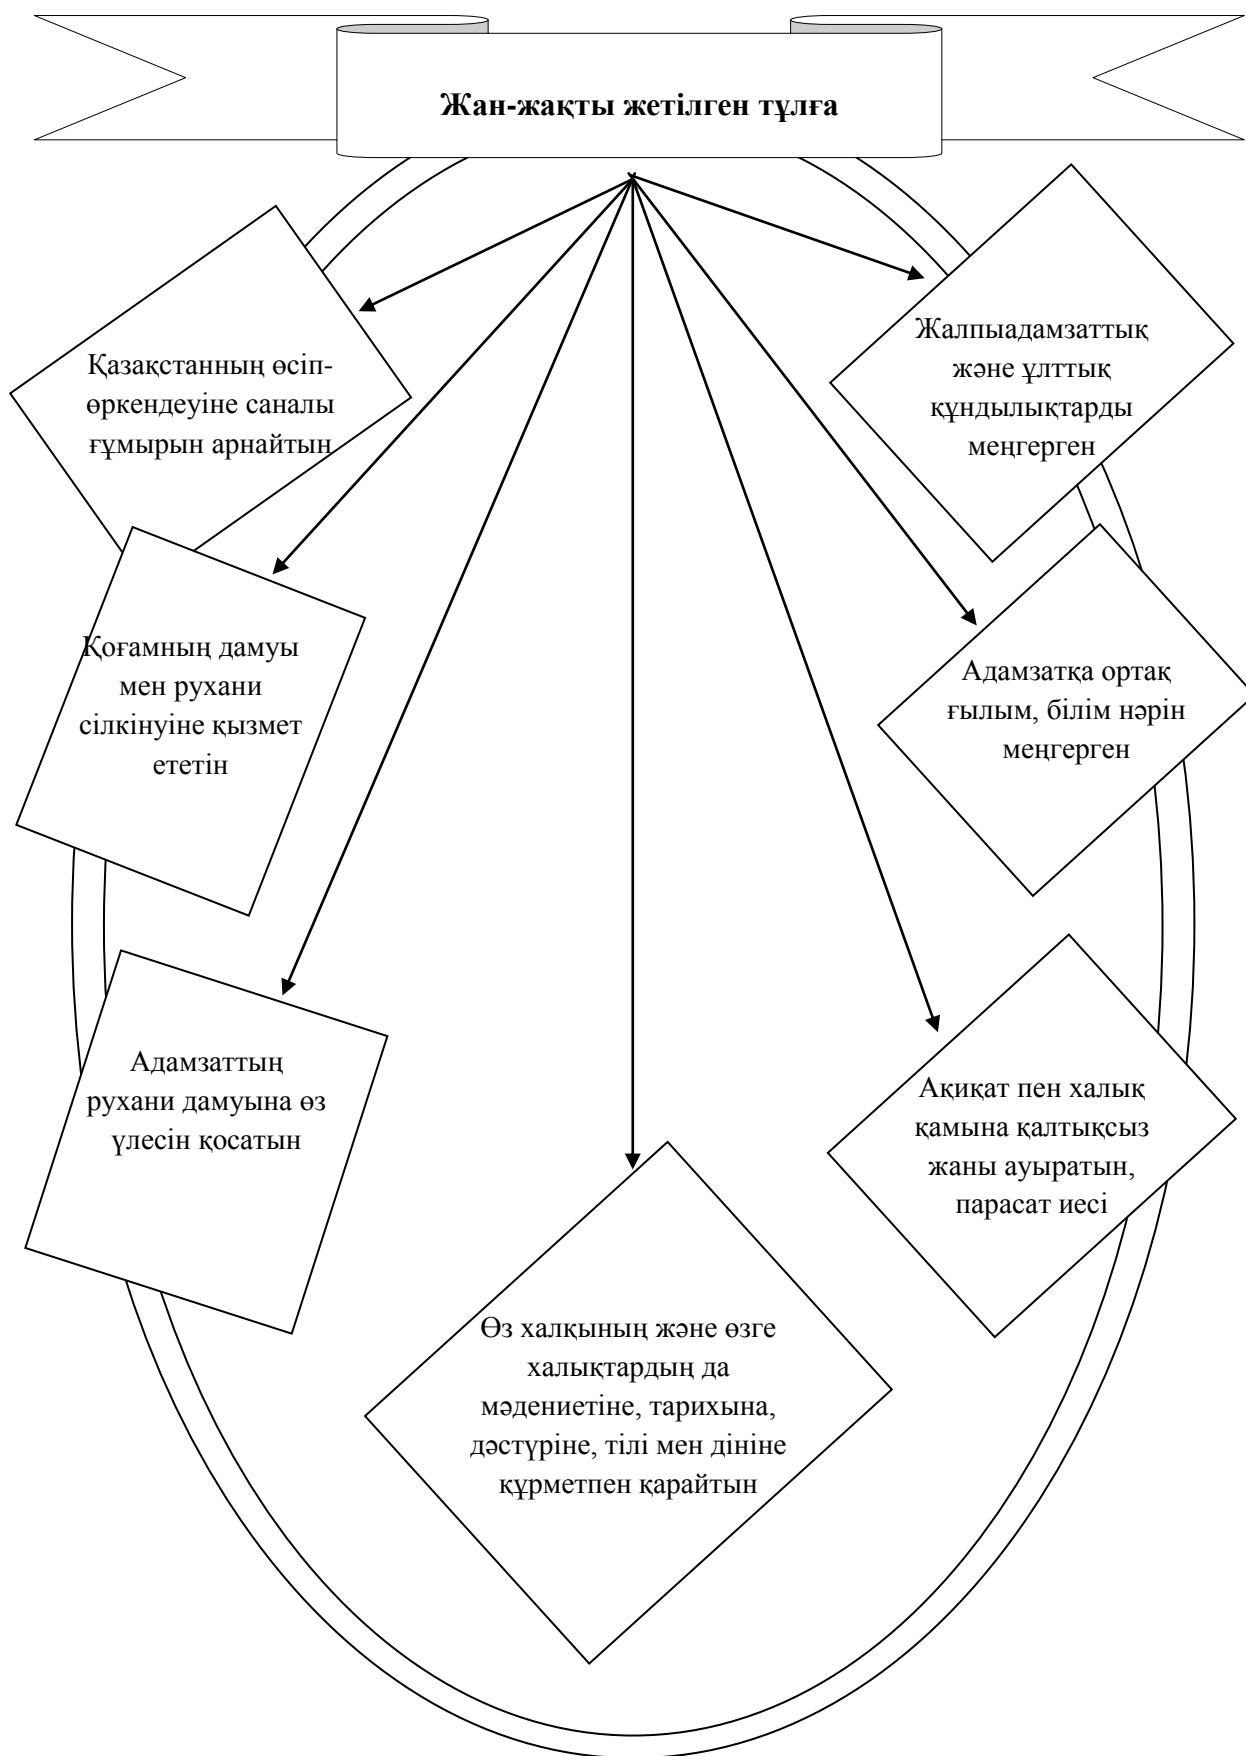 Жан-жақты жетілген тұлға
Қазақстанның өсіп-
өркендеуіне саналы
ғұмырын арнайтын
Жалпыадамзаттық
және ұлттық
құндылықтарды
меңгерген
Қоғамның дамуы
мен рухани
сілкінуіне қызмет
ететін
Адамзатқа ортақ
ғылым, білім нәрін
меңгерген
Адамзаттың
рухани дамуына өз
үлесін қосатын
Ақиқат пен халық
қамына қалтықсыз
жаны ауыратын,
парасат иесі
Өз халқының және өзге
халықтардың да
мәдениетіне, тарихына,
дәстүріне, тілі мен дініне
құрметпен қарайтын